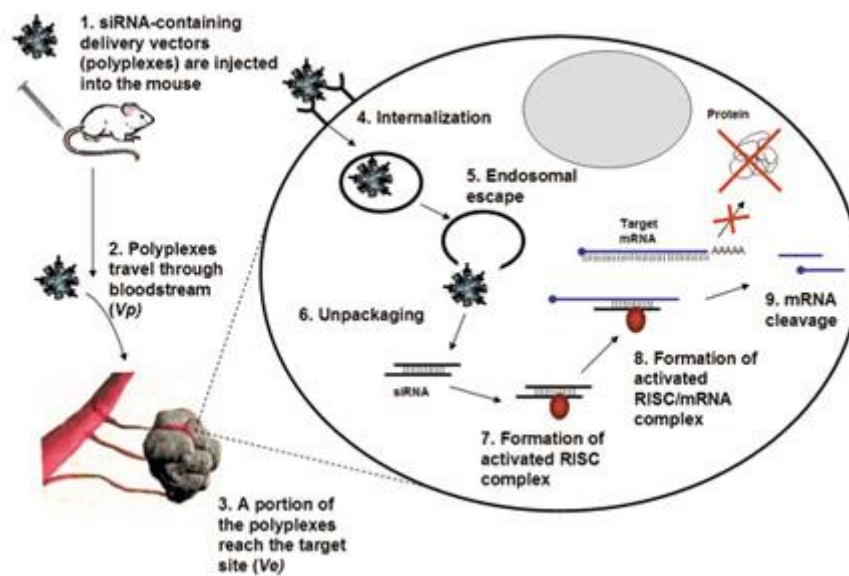 1. siRNA-containing
delivery vectors
(polyplexes) are injected
into the mouse
2. Polyplexes
travel through
bloodstream
(Vp)
3. A portion of
the polyplexes
reach the target
site (Ve)
4. Internalization
5. Endosomal
escape
6. Unpackaging
siRNA
7. Formation of
activated RISC
complex
8. Formation of
activated
RISC/mRNA
complex
Target
mRNA
AAAAA
Protein
9. mRNA
cleavage